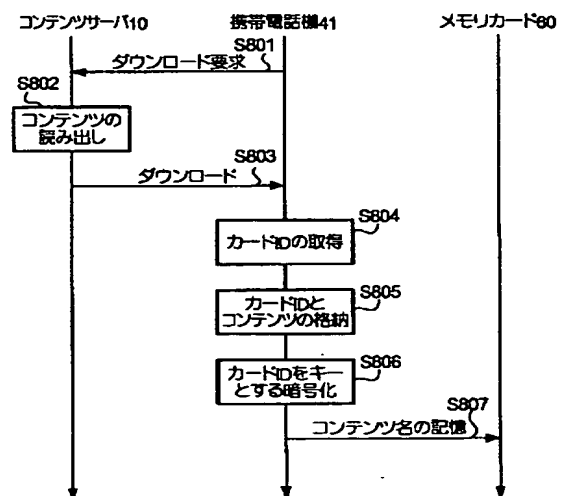 コンテンツサーバ10
携帯電話機41
メモリカード60
S801
ダウンロード要求
S802
コンテンツの
読み出し
S803
ダウンロード
S804
カードIDの取得
S805
カードIDと
コンテンツの格納
S806
カードIDをキー
とする暗号化
S807
コンテンツ名の記憶